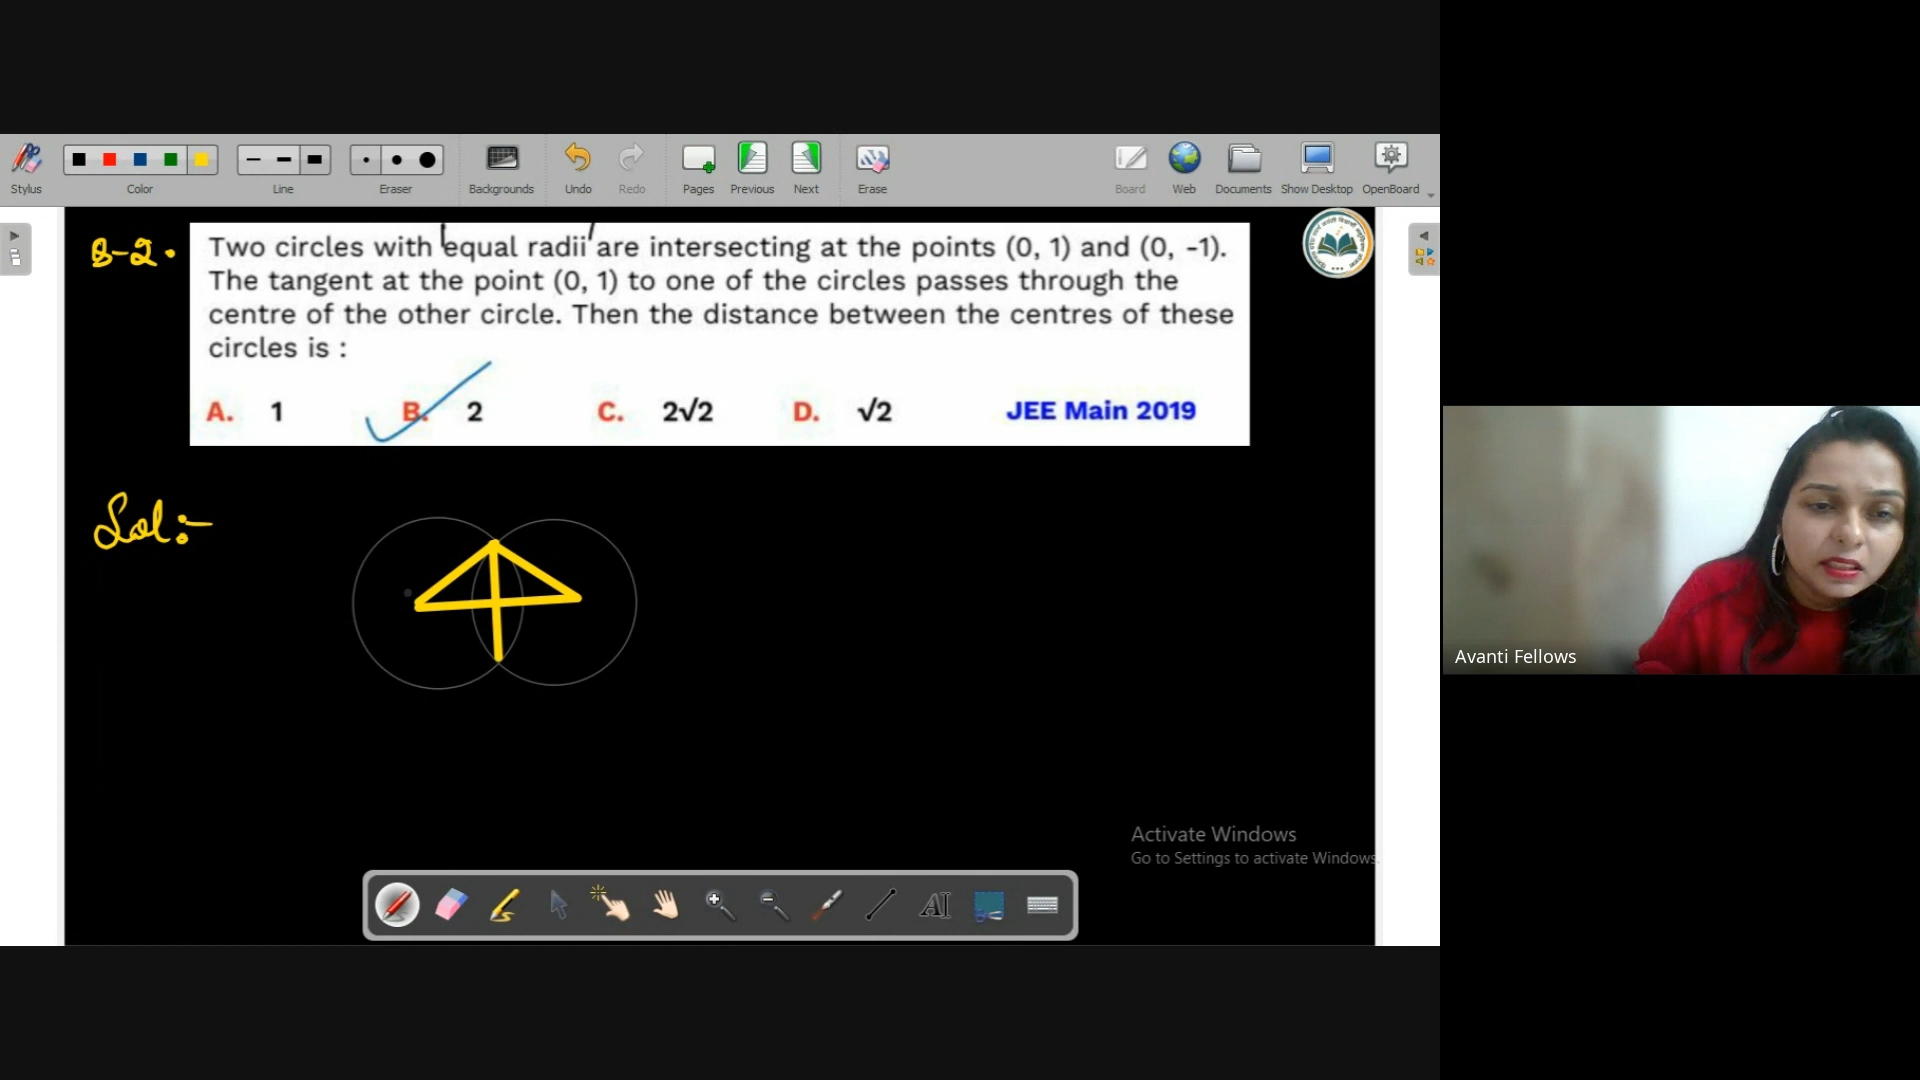 Stylus
Color
Line
Eraser
Backgrounds
Undo
Redo
Pages
Previous
Next
Erase
Board
Web
Documents
Show Desktop
OpenBoard
B-2.
Two circles with equal radii are intersecting at the points (0, 1) and (0, -1).
The tangent at the point (0, 1) to one of the circles passes through the
centre of the other circle. Then the distance between the centres of these
circles is :
A. 1 B. 2 C. 2√2 D. √2 JEE Main 2019
Sol:-
Avanti Fellows
Activate Windows
Go to Settings to activate Windows.
AI